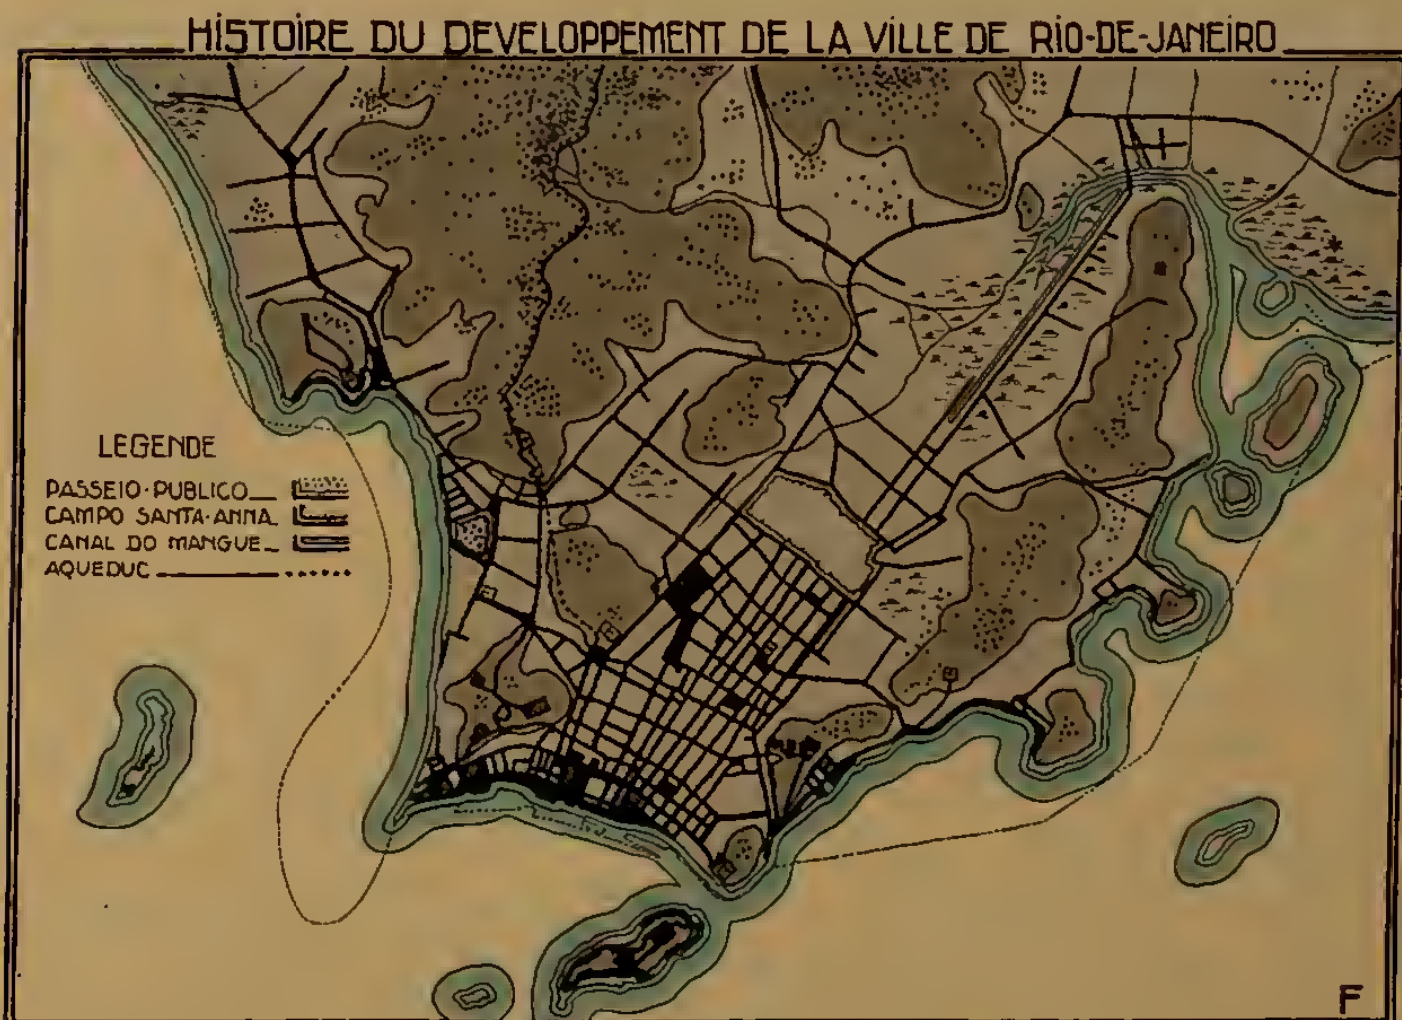 HISTOIRE DU DEVELOPPEMENT DE LA VILLE DE RIO-DE-JANEIRO
LEGENDE
PASSEIO-PUBLICO
CAMPO SANTA-ANNA
CANAL DO MANGUE
AQUEDUC
F